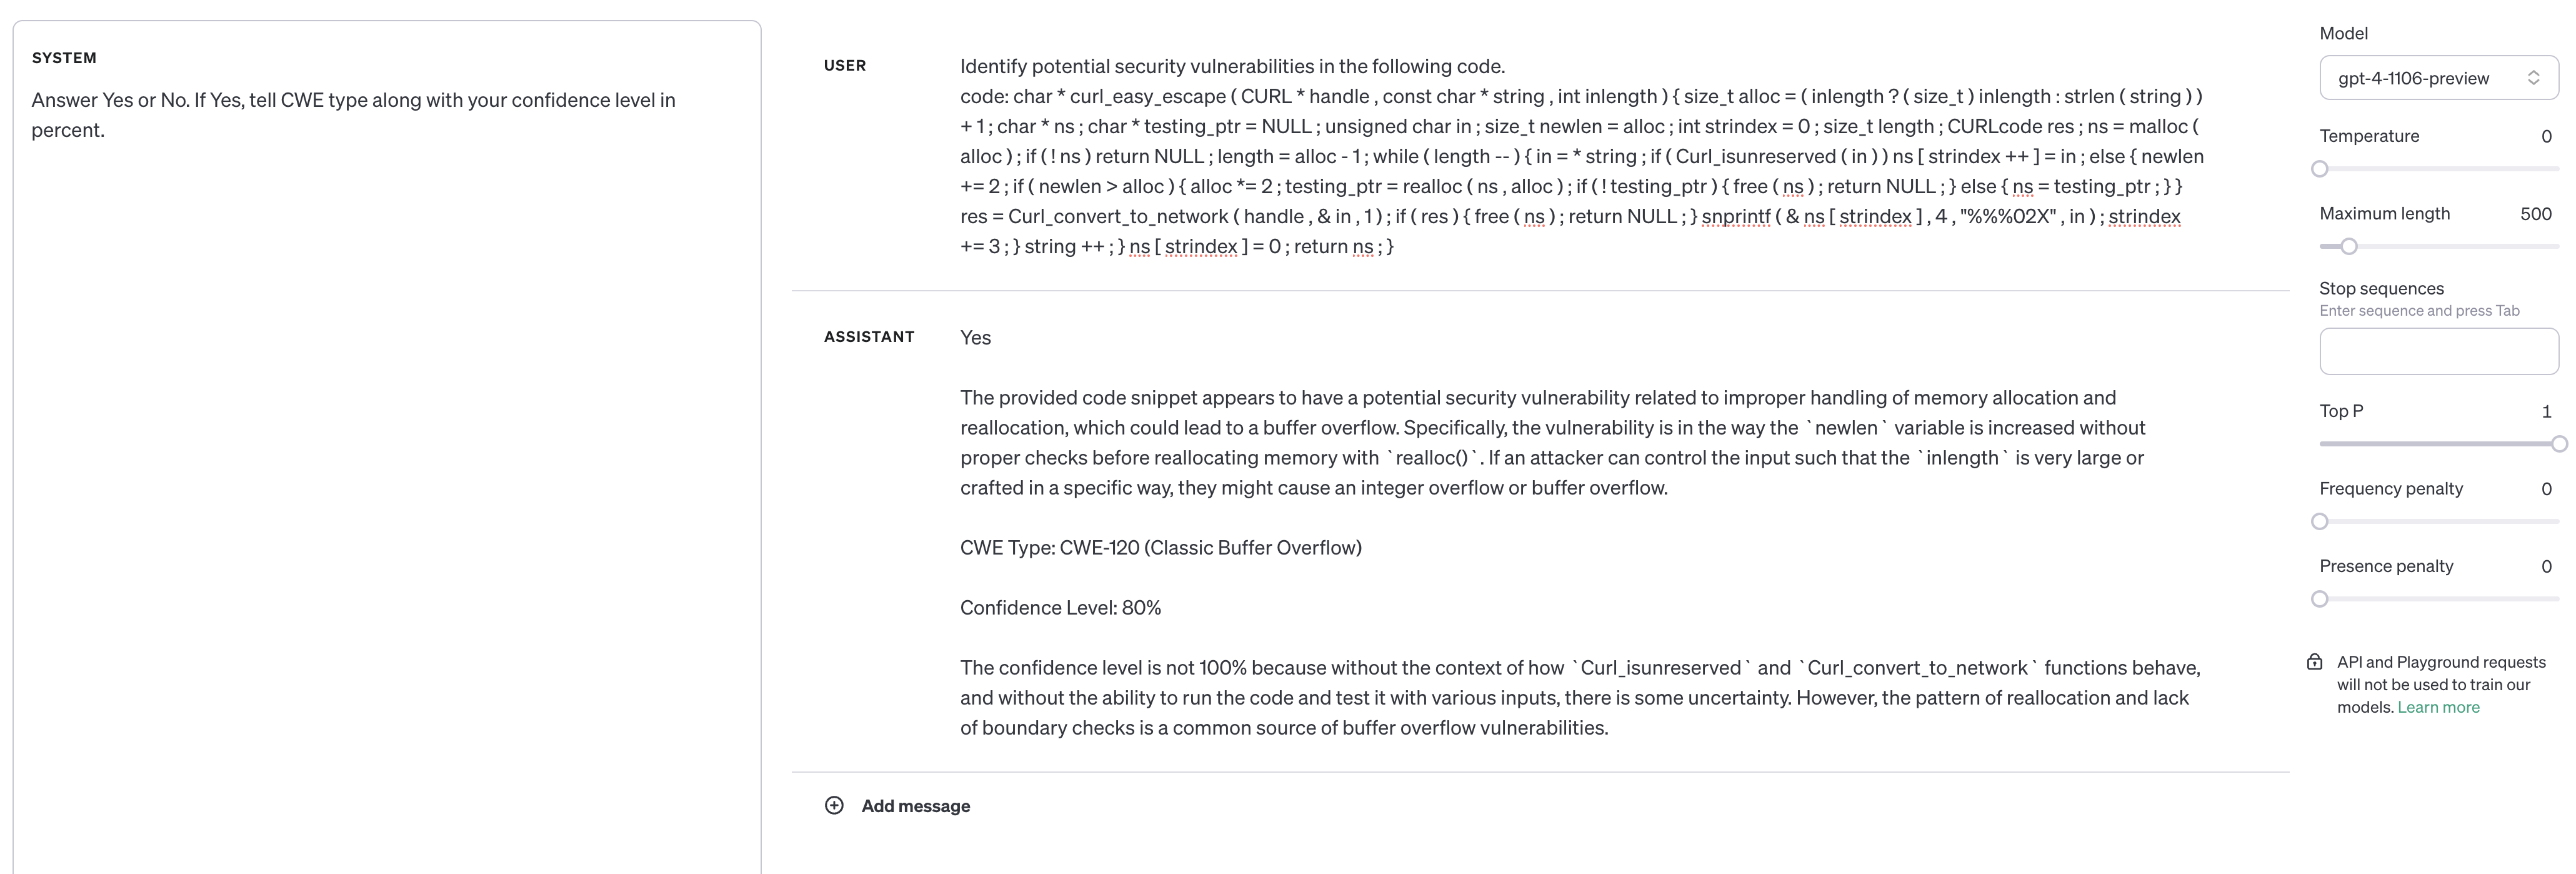 SYSTEM
Answer Yes or No. If Yes, tell CWE type along with your confidence level in
percent.
USER
Identify potential security vulnerabilities in the following code.
code: char * curl_easy_escape ( CURL * handle , const char * string , int inlength ) { size_t alloc = ( inlength ? ( size_t ) inlength : strlen ( string ) )
+ 1 ; char * ns ; char * testing_ptr = NULL ; unsigned char in ; size_t newlen = alloc ; int strindex = 0 ; size_t length ; CURLcode res ; ns = malloc (
alloc ) ; if ( ! ns ) return NULL ; length = alloc - 1 ; while ( length -- ) { in = * string ; if ( Curl_isunreserved ( in ) ) ns [ strindex ++ ] = in ; else { newlen
+= 2 ; if ( newlen > alloc ) { alloc *= 2 ; testing_ptr = realloc ( ns , alloc ) ; if ( ! testing_ptr ) { free ( ns ) ; return NULL ; } else { ns = testing_ptr ; } }
res = Curl_convert_to_network ( handle , & in , 1 ) ; if ( res ) { free ( ns ) ; return NULL ; } snprintf ( & ns [ strindex ] , 4 , "%%%02X" , in ) ; strindex
+= 3 ; } string ++ ; } ns [ strindex ] = 0 ; return ns ; }
ASSISTANT
Yes
The provided code snippet appears to have a potential security vulnerability related to improper handling of memory allocation and
reallocation, which could lead to a buffer overflow. Specifically, the vulnerability is in the way the `newlen` variable is increased without
proper checks before reallocating memory with `realloc()`. If an attacker can control the input such that the `inlength` is very large or
crafted in a specific way, they might cause an integer overflow or buffer overflow.
CWE Type: CWE-120 (Classic Buffer Overflow)
Confidence Level: 80%
The confidence level is not 100% because without the context of how `Curl_isunreserved` and `Curl_convert_to_network` functions behave,
and without the ability to run the code and test it with various inputs, there is some uncertainty. However, the pattern of reallocation and lack
of boundary checks is a common source of buffer overflow vulnerabilities.
Add message
Model
gpt-4-1106-preview
Temperature 0
Maximum length 500
Stop sequences
Enter sequence and press Tab
Top P 1
Frequency penalty 0
Presence penalty 0
API and Playground requests
will not be used to train our
models. Learn more